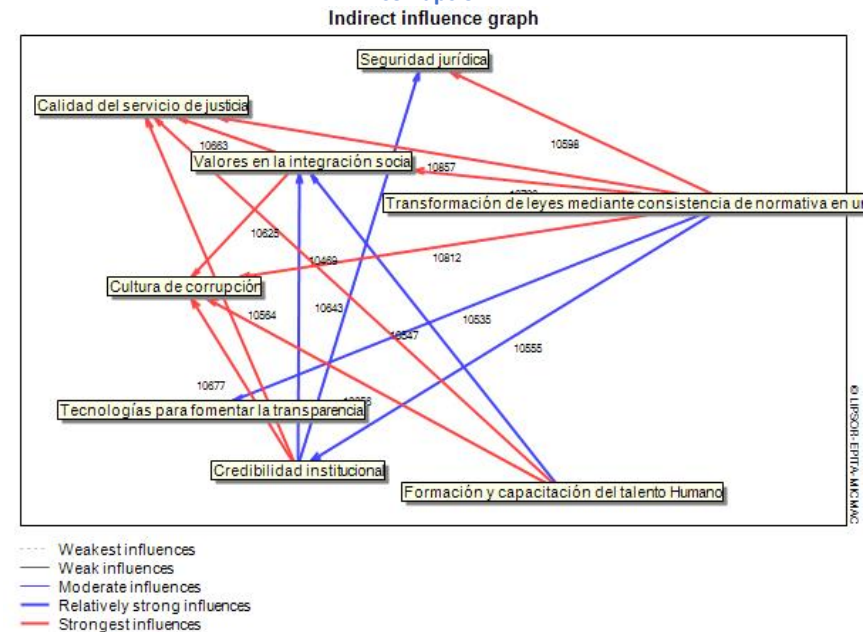 Indirect influence graph
Seguridad jurídica
Calidad del servicio de justicia
10598
10663
Valores en la integración social
10857
Transformación de leyes mediante consistencia de normativa en un
10625
10469
10812
Cultura de corrupción
10564
10643
10535
10547
10555
10677
Tecnologías para fomentar la transparencia
Credibilidad institucional
Formación y capacitación del talento Humano
© LIPSOR-EPITA-MICMAC
Weakest influences
Weak influences
Moderate influences
Relatively strong influences
Strongest influences